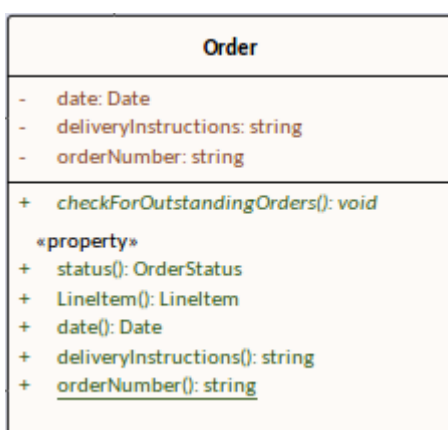 Order
- date: Date
- deliveryInstructions: string
- orderNumber: string
+ checkForOutstandingOrders(): void
«property»
+ status(): OrderStatus
+ LineItem(): LineItem
+ date(): Date
+ deliveryInstructions(): string
+ orderNumber(): string